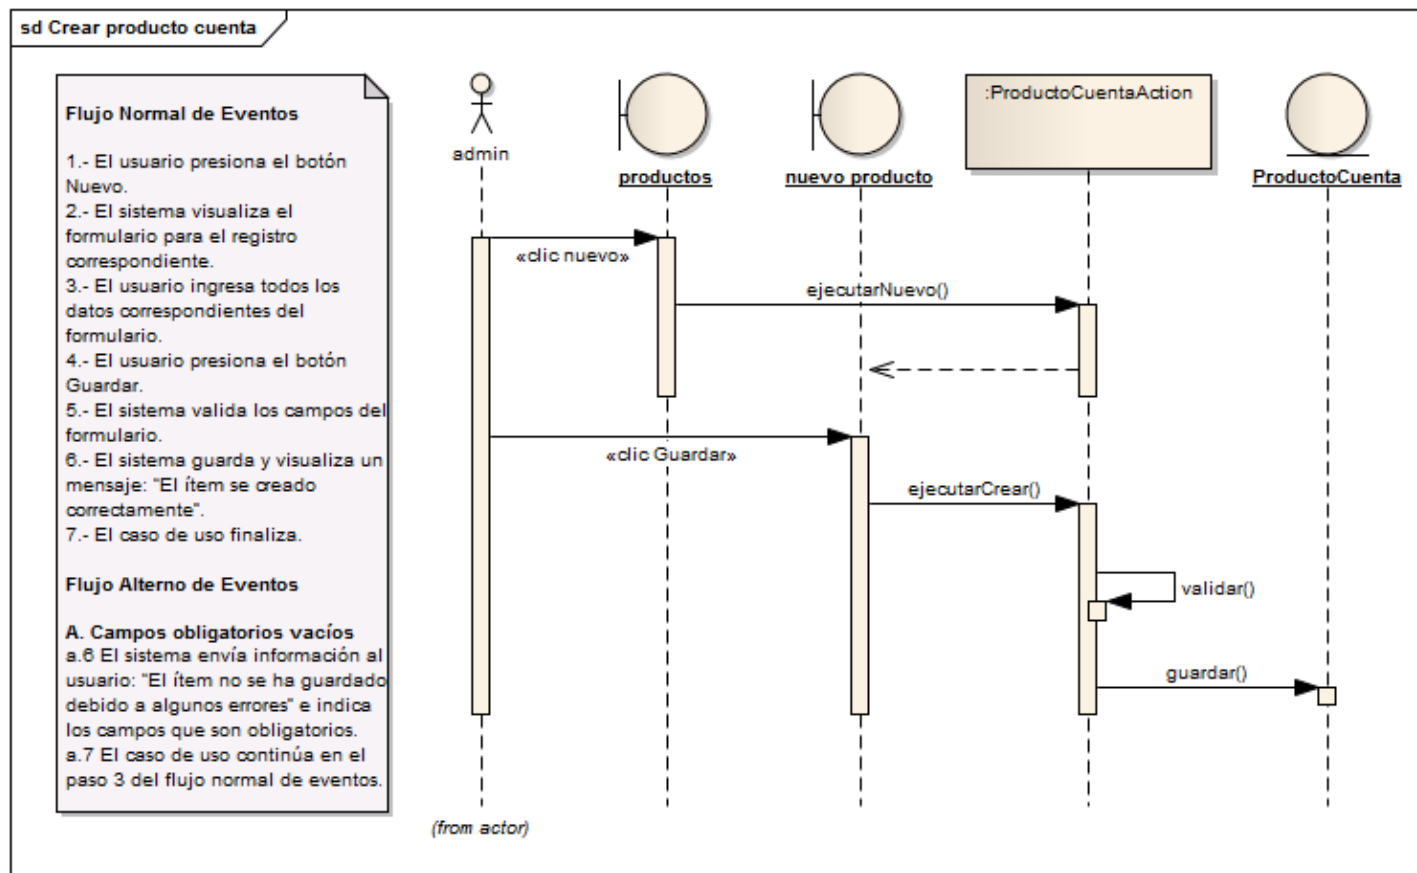 sd Crear producto cuenta
Flujo Normal de Eventos
1.- El usuario presiona el botón
Nuevo.
2.- El sistema visualiza el
formulario para el registro
correspondiente.
3.- El usuario ingresa todos los
datos correspondientes del
formulario.
4.- El usuario presiona el botón
Guardar.
5.- El sistema valida los campos del
formulario.
6.- El sistema guarda y visualiza un
mensaje: "El ítem se creado
correctamente".
7.- El caso de uso finaliza.
Flujo Alterno de Eventos
A. Campos obligatorios vacíos
a.6 El sistema envía información al
usuario: "El ítem no se ha guardado
debido a algunos errores" e indica
los campos que son obligatorios.
a.7 El caso de uso continúa en el
paso 3 del flujo normal de eventos.
admin
productos
nuevo producto
:ProductoCuentaAction
ProductoCuenta
«clic nuevo»
ejecutarNuevo()
«clic Guardar»
ejecutarCrear()
validar()
guardar()
(from actor)